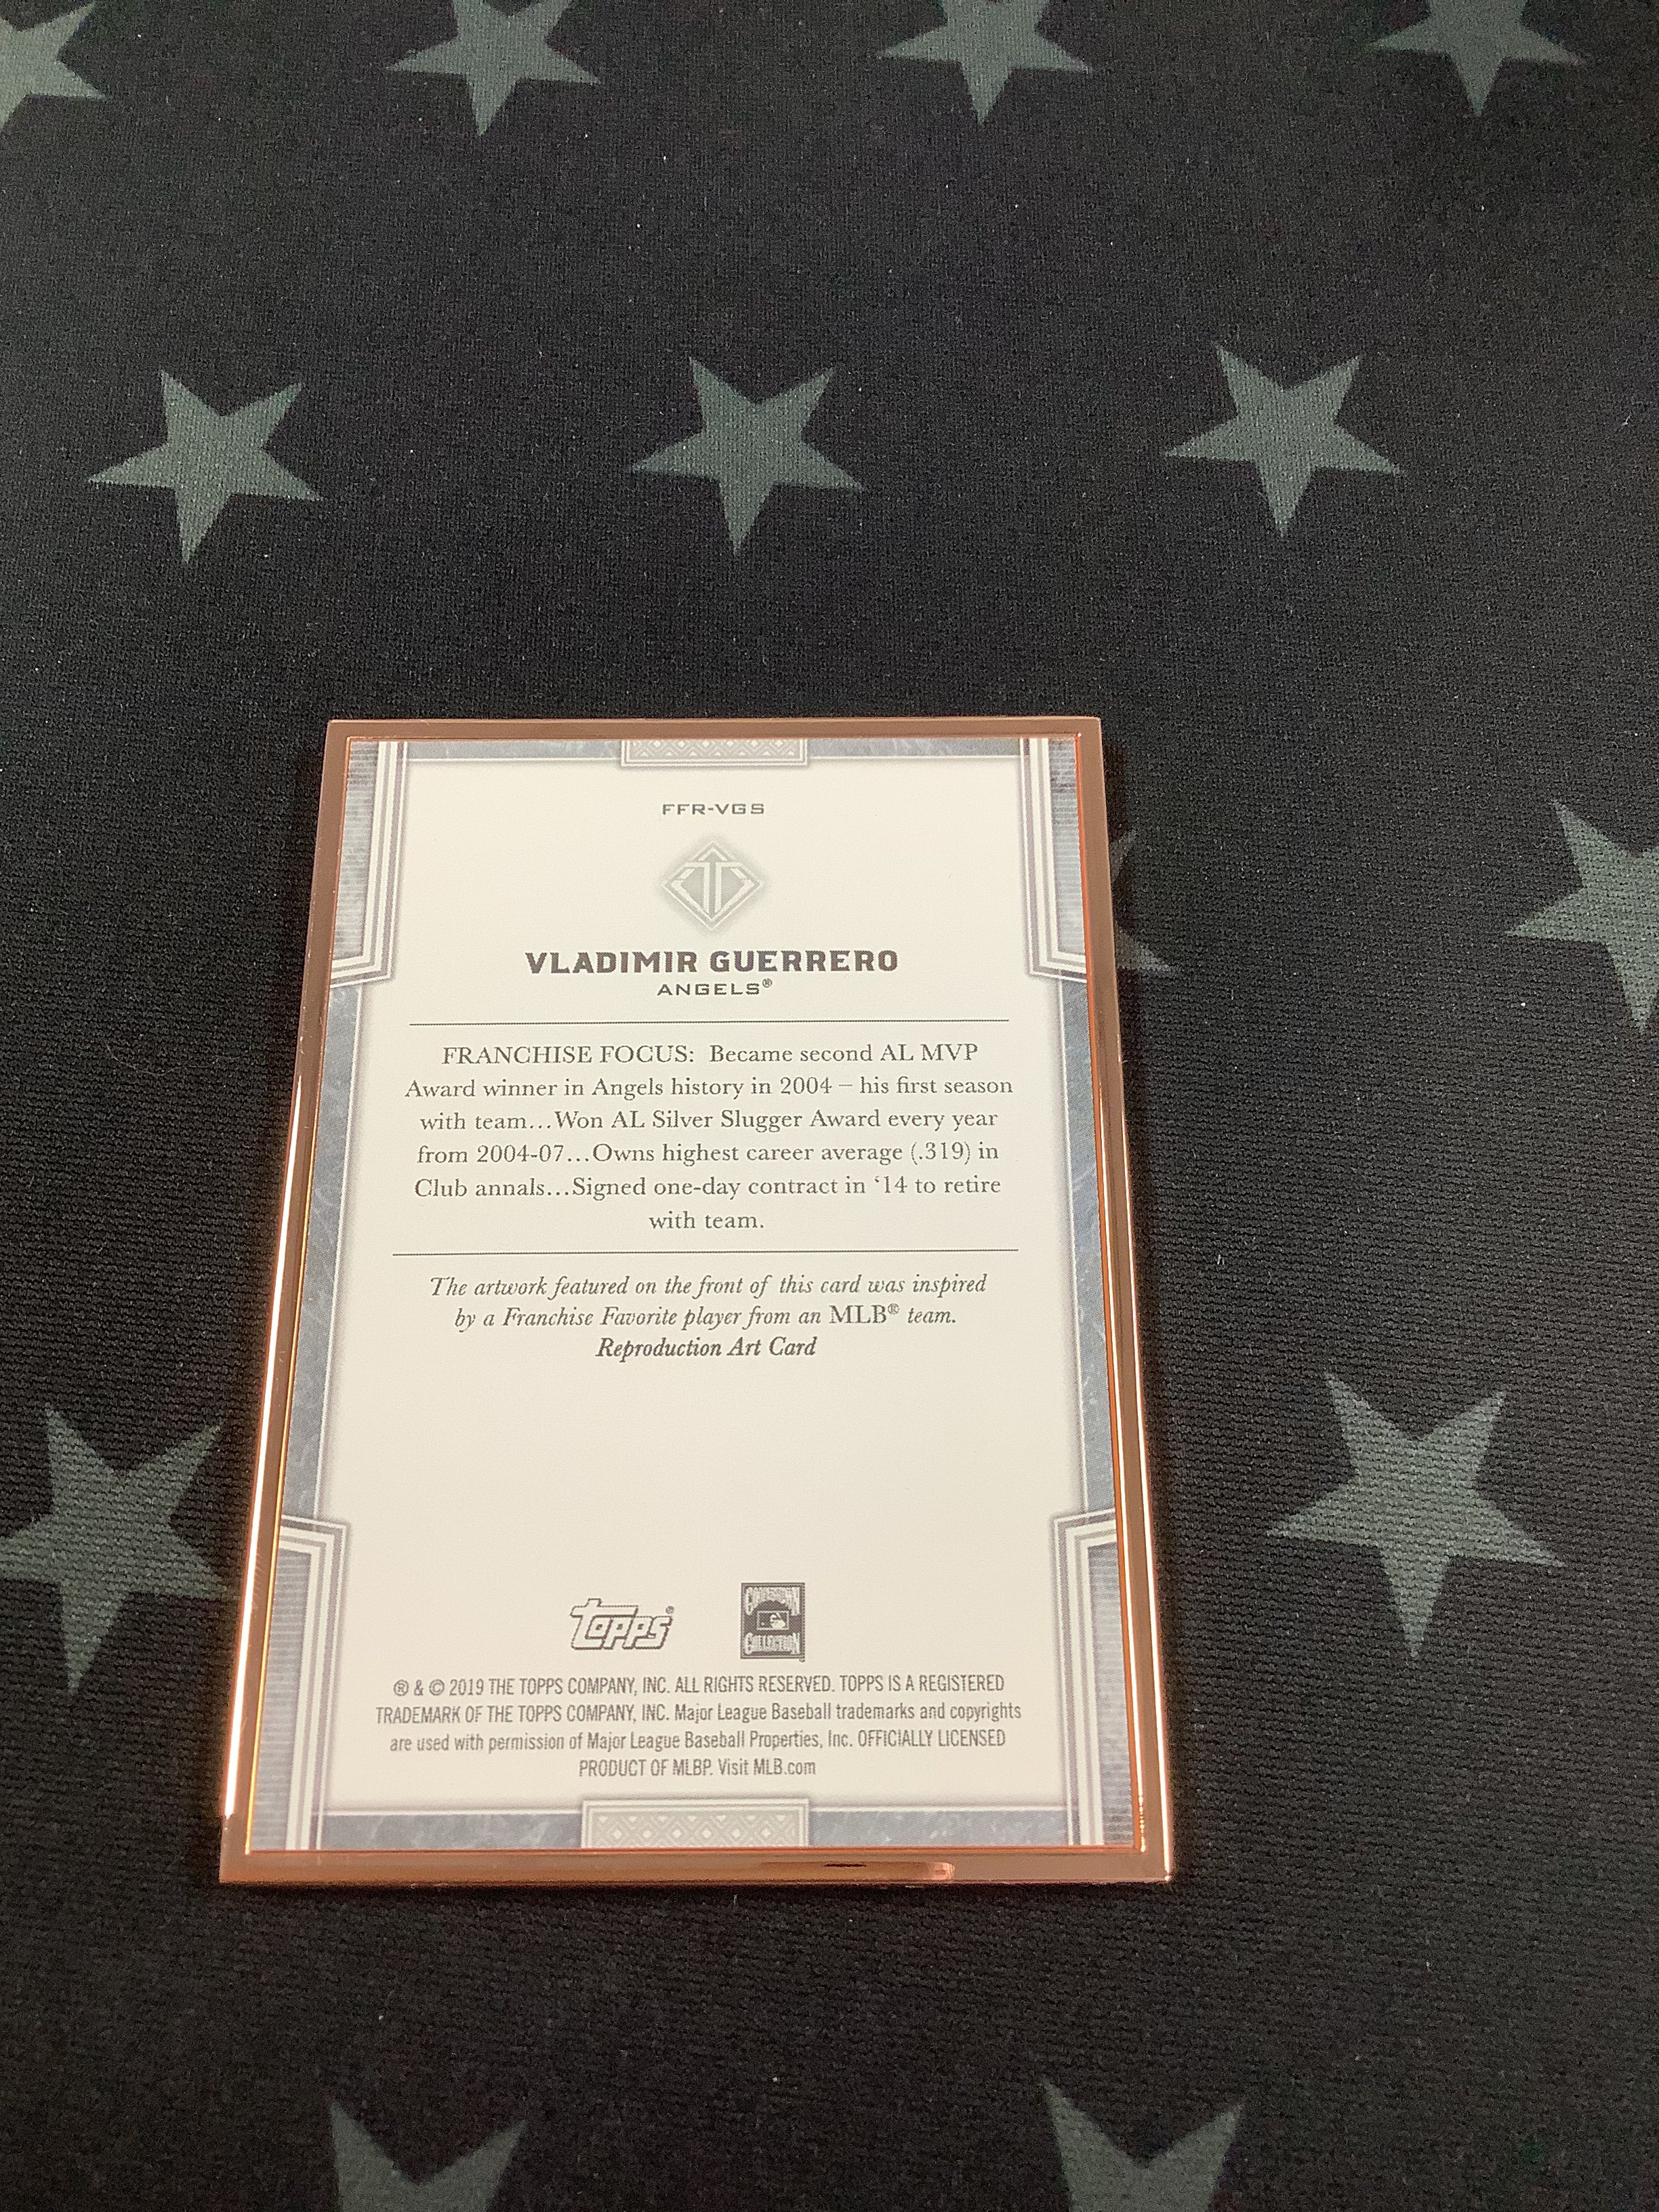 FFR-VGS
VLADIMIR GUERRERO
ANGELS®
FRANCHISE FOCUS: Became second AL MVP
Award winner in Angels history in 2004 – his first season
with team...Won AL Silver Slugger Award every year
from 2004-07...Owns highest career average (.319) in
Club annals...Signed one-day contract in ‘14 to retire
with team.
The artwork featured on the front of this card was inspired
by a Franchise Favorite player from an MLB® team.
Reproduction Art Card
Topps®
COOPERSTOWN
COLLECTION
® & © 2019 THE TOPPS COMPANY, INC. ALL RIGHTS RESERVED. TOPPS IS A REGISTERED
TRADEMARK OF THE TOPPS COMPANY, INC. Major League Baseball trademarks and copyrights
are used with permission of Major League Baseball Properties, Inc. OFFICIALLY LICENSED
PRODUCT OF MLBP. Visit MLB.com